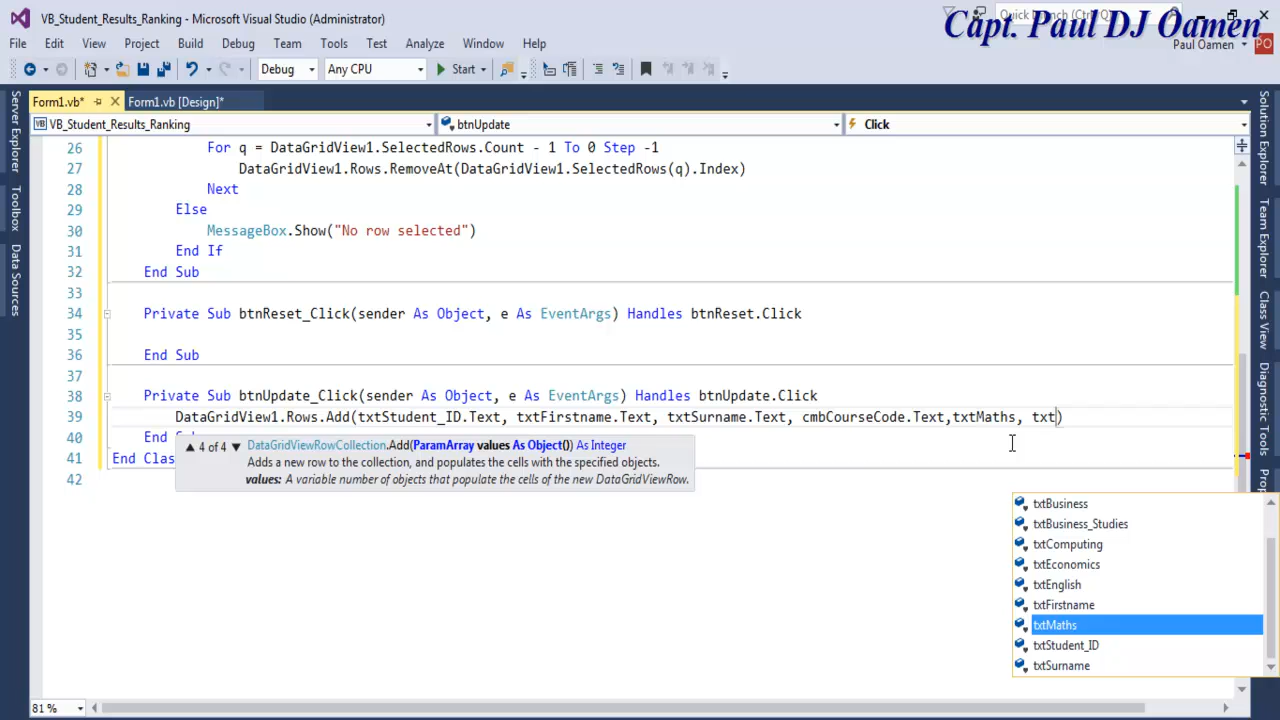 VB_Student_Results_Ranking - Microsoft Visual Studio (Administrator)
Quick Launch (Ctrl+Q)
Capt. Paul DJ Oamen
File Edit View Project Build Debug Team Tools Test Analyze Window Help
Paul Oamen PO
Debug Any CPU Start
Form1.vb* Form1.vb [Design]*
VB_Student_Results_Ranking btnUpdate Click
Server Explorer
Toolbox
Data Sources
26 For q = DataGridView1.SelectedRows.Count - 1 To 0 Step -1
27 DataGridView1.Rows.RemoveAt(DataGridView1.SelectedRows(q).Index)
28 Next
29 Else
30 MessageBox.Show("No row selected")
31 End If
32 End Sub
33
34 Private Sub btnReset_Click(sender As Object, e As EventArgs) Handles btnReset.Click
35
36 End Sub
37
38 Private Sub btnUpdate_Click(sender As Object, e As EventArgs) Handles btnUpdate.Click
39 DataGridView1.Rows.Add(txtStudent_ID.Text, txtFirstname.Text, txtSurname.Text, cmbCourseCode.Text,txtMaths, txt)
40 End
41 End Clas
42
4 of 4 DataGridViewRowCollection.Add(ParamArray values As Object()) As Integer
Adds a new row to the collection, and populates the cells with the specified objects.
values: A variable number of objects that populate the cells of the new DataGridViewRow.
txtBusiness
txtBusiness_Studies
txtComputing
txtEconomics
txtEnglish
txtFirstname
txtMaths
txtStudent_ID
txtSurname
Solution Explorer
Team Explorer
Class View
Diagnostic Tools
81 %